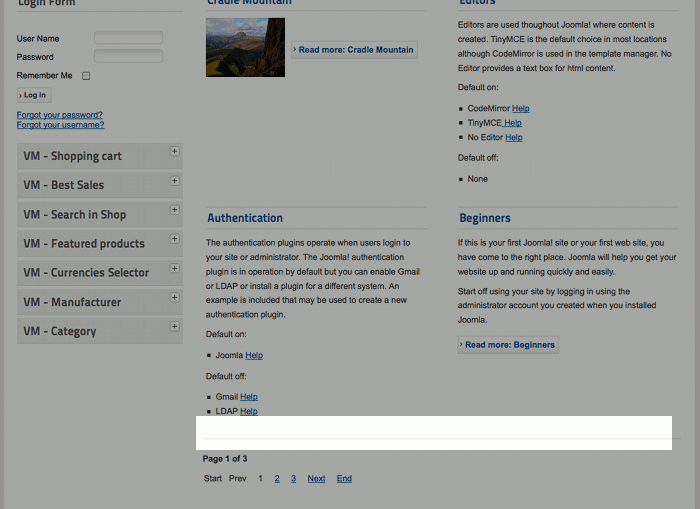 Login Form
User Name
Password
Remember Me
› Log in
Forgot your password?
Forgot your username?
VM - Shopping cart
VM - Best Sales
VM - Search in Shop
VM - Featured products
VM - Currencies Selector
VM - Manufacturer
VM - Category
Cradle Mountain
› Read more: Cradle Mountain
Editors
Editors are used thoughout Joomla! where content is
created. TinyMCE is the default choice in most locations
although CodeMirror is used in the template manager. No
Editor provides a text box for html content.
Default on:
CodeMirror Help
TinyMCE Help
No Editor Help
Default off:
None
Authentication
The authentication plugins operate when users login to
your site or administrator. The Joomla! authentication
plugin is in operation by default but you can enable Gmail
or LDAP or install a plugin for a different system. An
example is included that may be used to create a new
authentication plugin.
Default on:
Joomla Help
Default off:
Gmail Help
LDAP Help
Beginners
If this is your first Joomla! site or your first web site, you
have come to the right place. Joomla will help you get your
website up and running quickly and easily.
Start off using your site by logging in using the
administrator account you created when you installed
Joomla.
› Read more: Beginners
Page 1 of 3
Start Prev 1 2 3 Next End